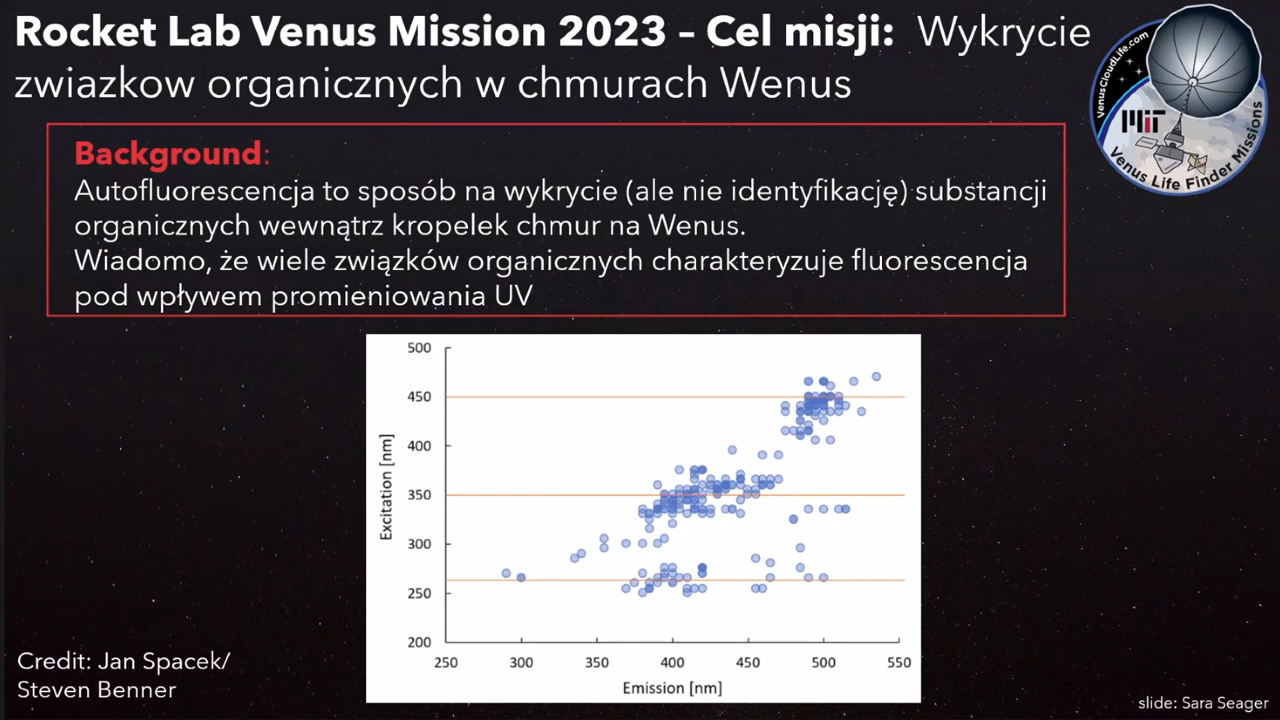 Rocket Lab Venus Mission 2023 – Cel misji: Wykrycie
zwiazkow organicznych w chmurach Wenus
VenusCloudLife.com
MIT
Venus Life Finder Missions
Background:
Autofluorescencja to sposób na wykrycie (ale nie identyfikację) substancji
organicznych wewnątrz kropelek chmur na Wenus.
Wiadomo, że wiele związków organicznych charakteryzuje fluorescencja
pod wpływem promieniowania UV
500
450
400
350
300
250
200
Excitation [nm]
250 300 350 400 450 500 550
Emission [nm]
Credit: Jan Spacek/
Steven Benner
slide: Sara Seager